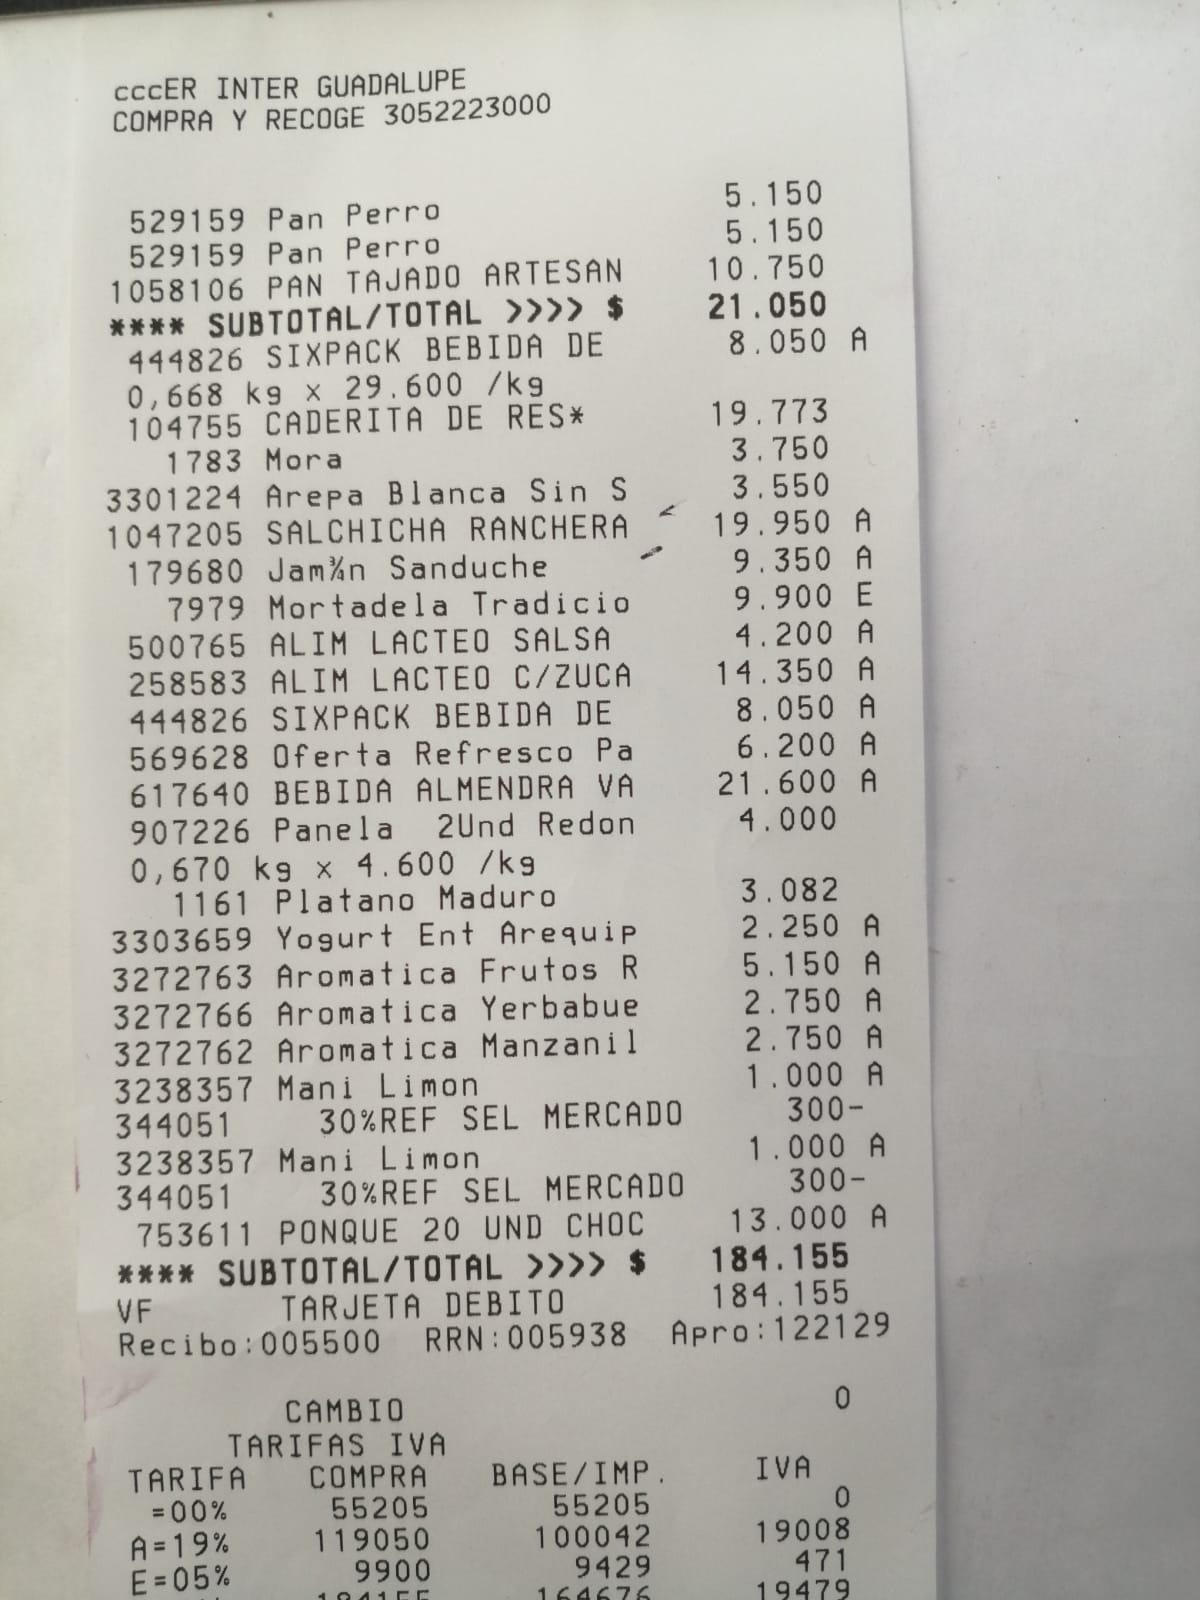 cccER INTER GUADALUPE
COMPRA Y RECOGE 3052223000
529159 Pan Perro 5.150
529159 Pan Perro 5.150
1058106 PAN TAJADO ARTESAN 10.750
**** SUBTOTAL/TOTAL >>>> $ 21.050
444826 SIXPACK BEBIDA DE 8.050 A
0,668 kg x 29.600 /kg
104755 CADERITA DE RES* 19.773
1783 Mora 3.750
3301224 Arepa Blanca Sin S 3.550
1047205 SALCHICHA RANCHERA 19.950 A
179680 Jam¾n Sanduche 9.350 A
7979 Mortadela Tradicio 9.900 E
500765 ALIM LACTEO SALSA 4.200 A
258583 ALIM LACTEO C/ZUCA 14.350 A
444826 SIXPACK BEBIDA DE 8.050 A
569628 Oferta Refresco Pa 6.200 A
617640 BEBIDA ALMENDRA VA 21.600 A
907226 Panela 2Und Redon 4.000
0,670 kg x 4.600 /kg
1161 Platano Maduro 3.082
3303659 Yogurt Ent Arequip 2.250 A
3272763 Aromatica Frutos R 5.150 A
3272766 Aromatica Yerbabue 2.750 A
3272762 Aromatica Manzanil 2.750 A
3238357 Mani Limon 1.000 A
344051 30%REF SEL MERCADO 300-
3238357 Mani Limon 1.000 A
344051 30%REF SEL MERCADO 300-
753611 PONQUE 20 UND CHOC 13.000 A
**** SUBTOTAL/TOTAL >>>> $ 184.155
VF TARJETA DEBITO 184.155
Recibo:005500 RRN:005938 Apro:122129
CAMBIO 0
TARIFAS IVA
TARIFA COMPRA BASE/IMP. IVA
=00% 55205 55205 0
A=19% 119050 100042 19008
E=05% 9900 9429 471
184155 164676 19479